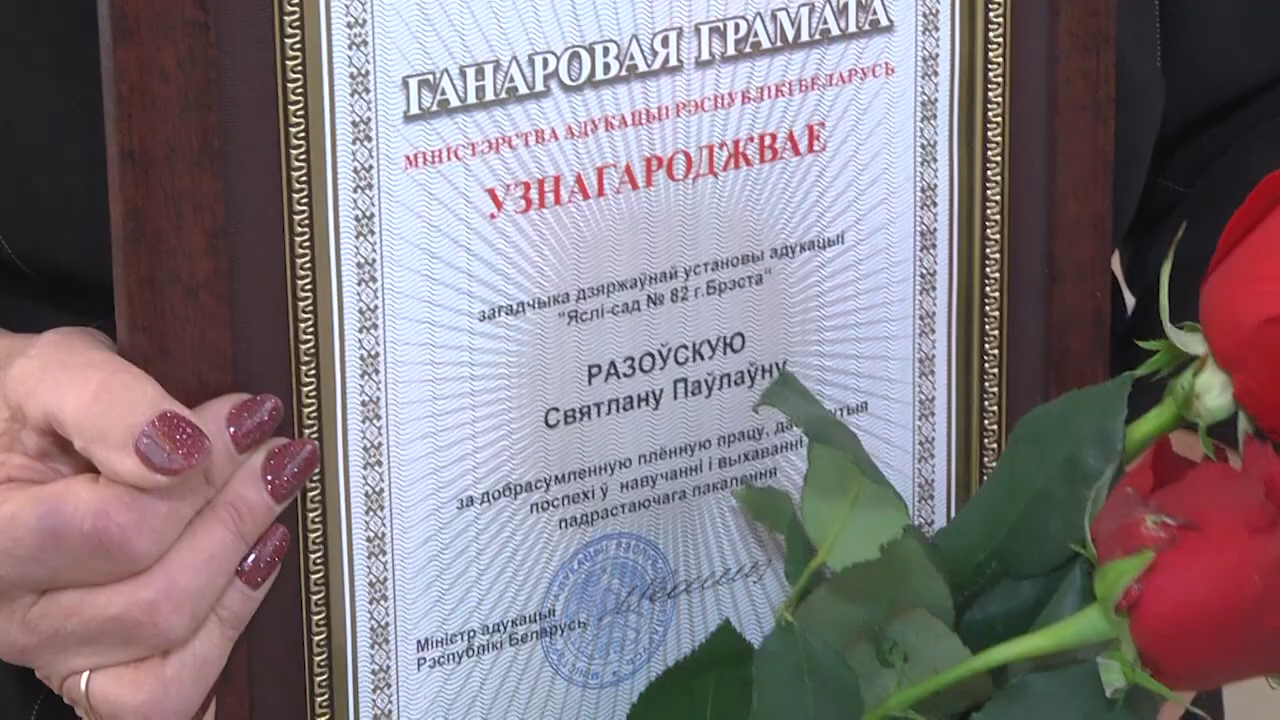 ГАНАРОВАЯ ГРАМАТА
МІНІСТЭРСТВА АДУКАЦЫІ РЭСПУБЛІКІ БЕЛАРУСЬ
УЗНАГАРОДЖВАЕ
загадчыка дзяржаўнай установы адукацыі
"Яслі-сад № 82 г.Брэста"
РАЗОЎСКУЮ
Святлану Паўлаўну
за добрасумленную плённую працу,
поспехі ў навучанні і выхаванні
падрастаючага пакалення
Міністр адукацыі
Рэспублікі Беларусь